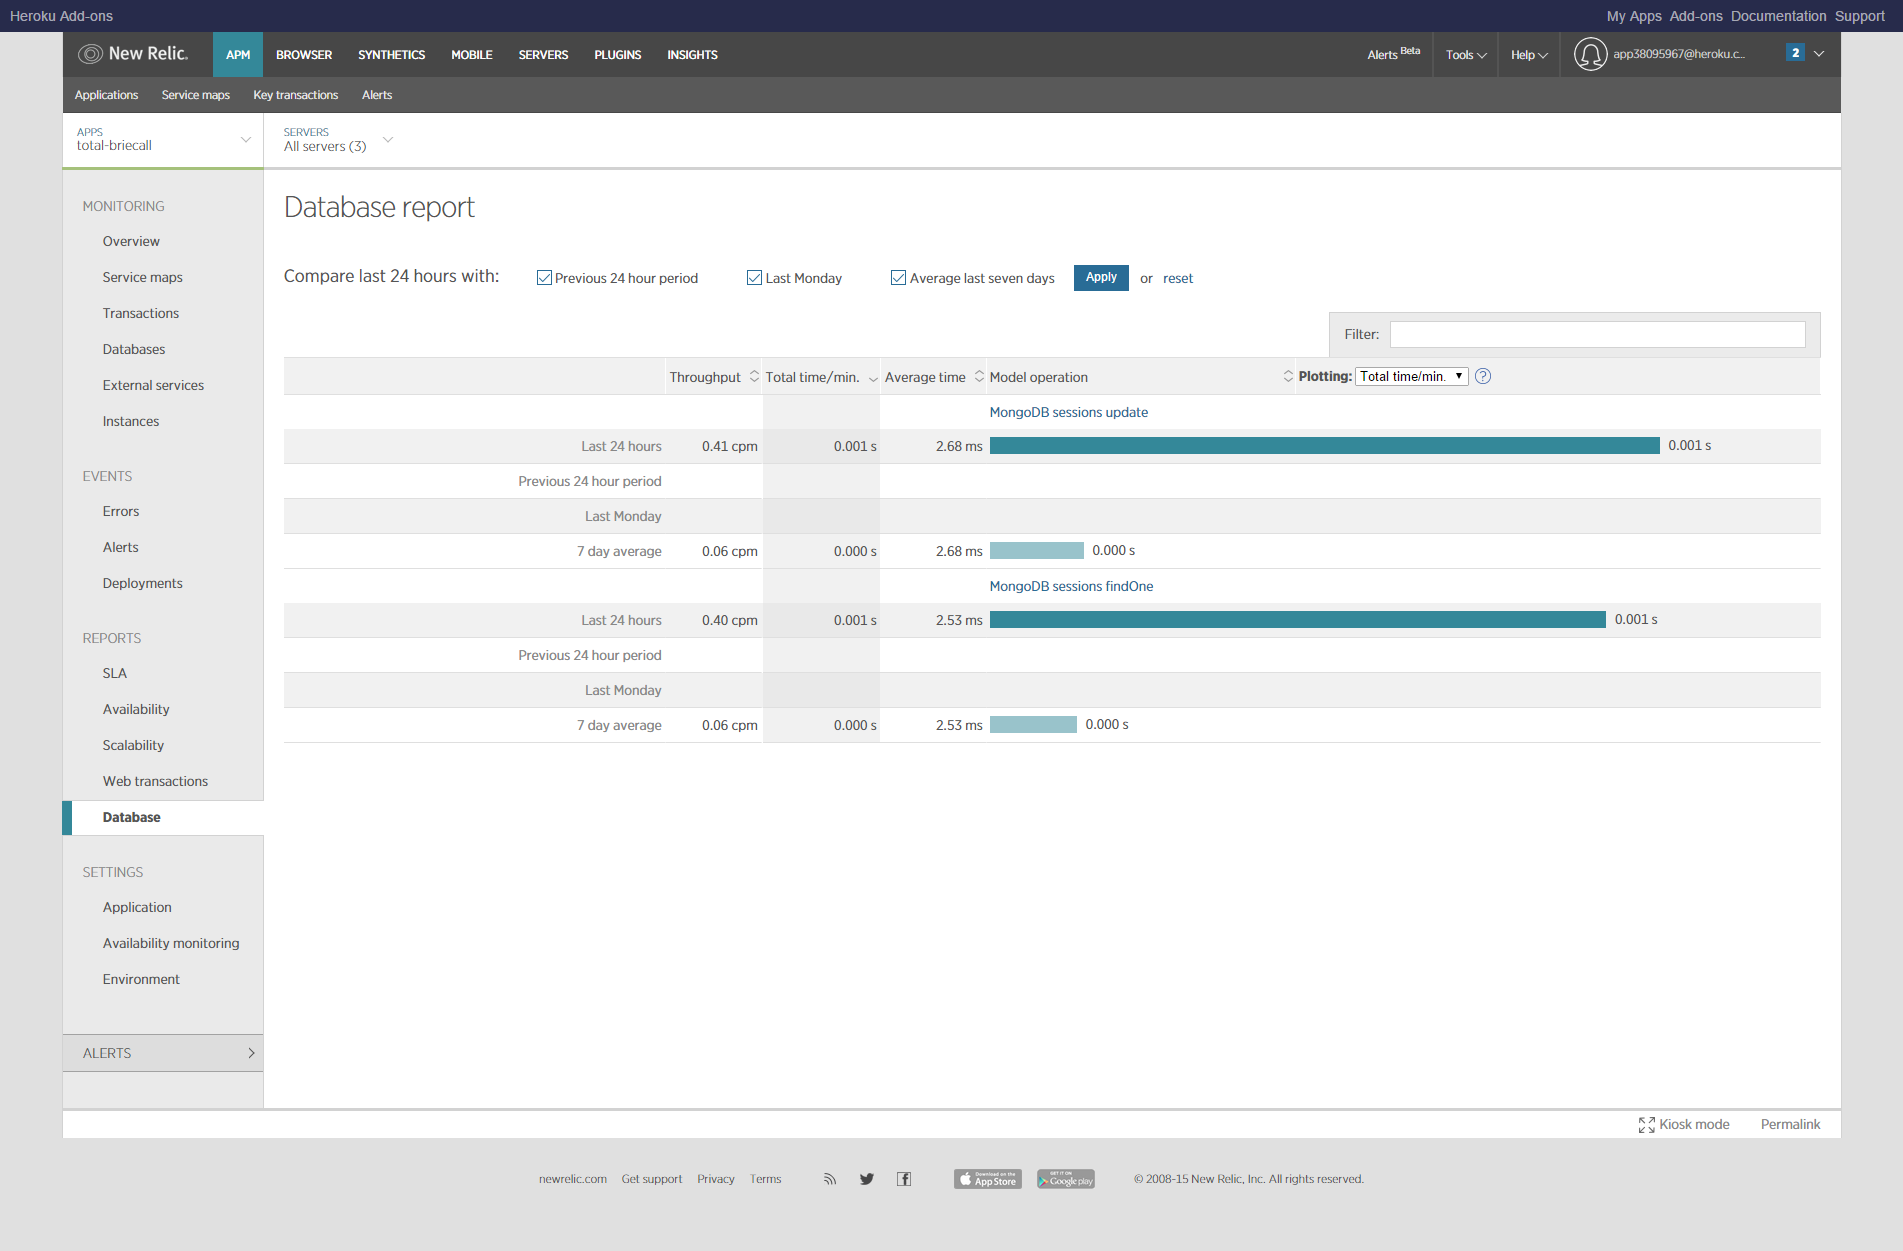 Heroku Add-ons My Apps Add-ons Documentation Support
New Relic. APM BROWSER SYNTHETICS MOBILE SERVERS PLUGINS INSIGHTS Alerts Beta Tools Help app38095967@heroku.c... 2
Applications Service maps Key transactions Alerts
APPS
total-briecall
SERVERS
All servers (3)
MONITORING
Overview
Service maps
Transactions
Databases
External services
Instances
EVENTS
Errors
Alerts
Deployments
REPORTS
SLA
Availability
Scalability
Web transactions
Database
SETTINGS
Application
Availability monitoring
Environment
ALERTS
Database report
Compare last 24 hours with: Previous 24 hour period Last Monday Average last seven days Apply or reset
Filter:
Throughput Total time/min. Average time Model operation Plotting: Total time/min. ?
MongoDB sessions update
Last 24 hours 0.41 cpm 0.001 s 2.68 ms 0.001 s
Previous 24 hour period
Last Monday
7 day average 0.06 cpm 0.000 s 2.68 ms 0.000 s
MongoDB sessions findOne
Last 24 hours 0.40 cpm 0.001 s 2.53 ms 0.001 s
Previous 24 hour period
Last Monday
7 day average 0.06 cpm 0.000 s 2.53 ms 0.000 s
Kiosk mode Permalink
newrelic.com Get support Privacy Terms Download on the App Store GET IT ON Google play © 2008-15 New Relic, Inc. All rights reserved.